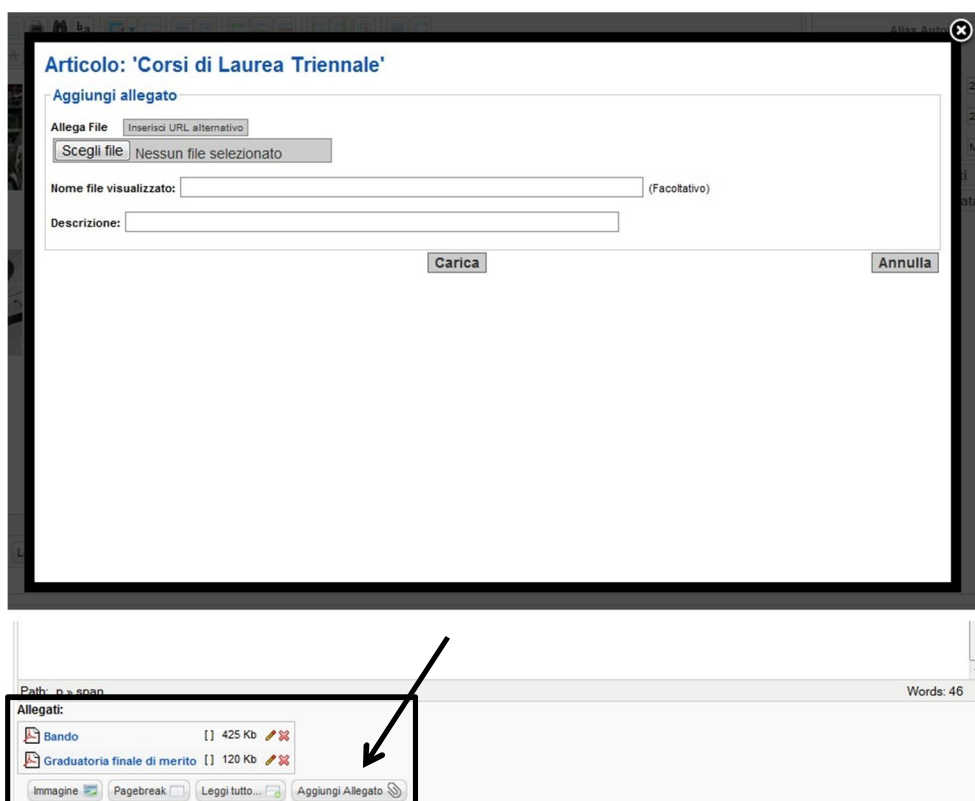 Alias Auto
Articolo: 'Corsi di Laurea Triennale'
Aggiungi allegato
Allega File Inserisci URL alternativo
Scegli file Nessun file selezionato
Nome file visualizzato: (Facoltativo)
Descrizione:
Carica Annulla
Path: p » span Words: 46
Allegati:
Bando [ ] 425 Kb
Graduatoria finale di merito [ ] 120 Kb
Immagine Pagebreak Leggi tutto... Aggiungi Allegato